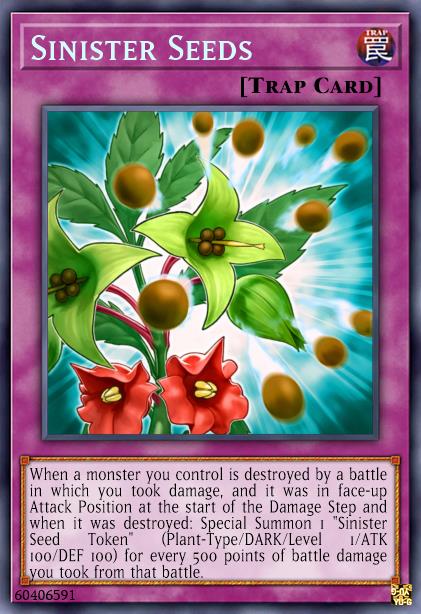 Sinister Seeds
TRAP
罠
[Trap Card]
When a monster you control is destroyed by a battle
in which you took damage, and it was in face-up
Attack Position at the start of the Damage Step and
when it was destroyed: Special Summon 1 "Sinister
Seed Token" (Plant-Type/DARK/Level 1/ATK
100/DEF 100) for every 500 points of battle damage
you took from that battle.
60406591